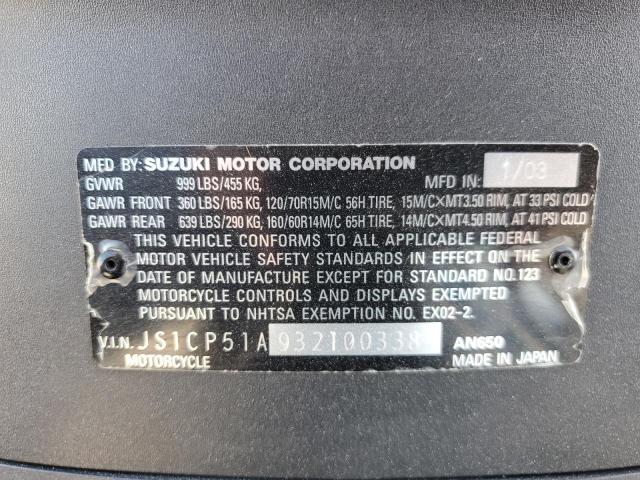 MFD BY: SUZUKI MOTOR CORPORATION
GVWR 999 LBS/455 KG, MFD IN: 1/03
GAWR FRONT 360 LBS/165 KG, 120/70R15M/C 56H TIRE, 15M/C×MT3.50 RIM, AT 33 PSI COLD
GAWR REAR 639 LBS/290 KG, 160/60R14M/C 65H TIRE, 14M/C×MT4.50 RIM, AT 41 PSI COLD
THIS VEHICLE CONFORMS TO ALL APPLICABLE FEDERAL
MOTOR VEHICLE SAFETY STANDARDS IN EFFECT ON THE
DATE OF MANUFACTURE EXCEPT FOR STANDARD NO.123
MOTORCYCLE CONTROLS AND DISPLAYS EXEMPTED
PURSUANT TO NHTSA EXEMPTION NO. EX02-2.
V.I.N. JS1CP51A932100338 AN650
MOTORCYCLE MADE IN JAPAN